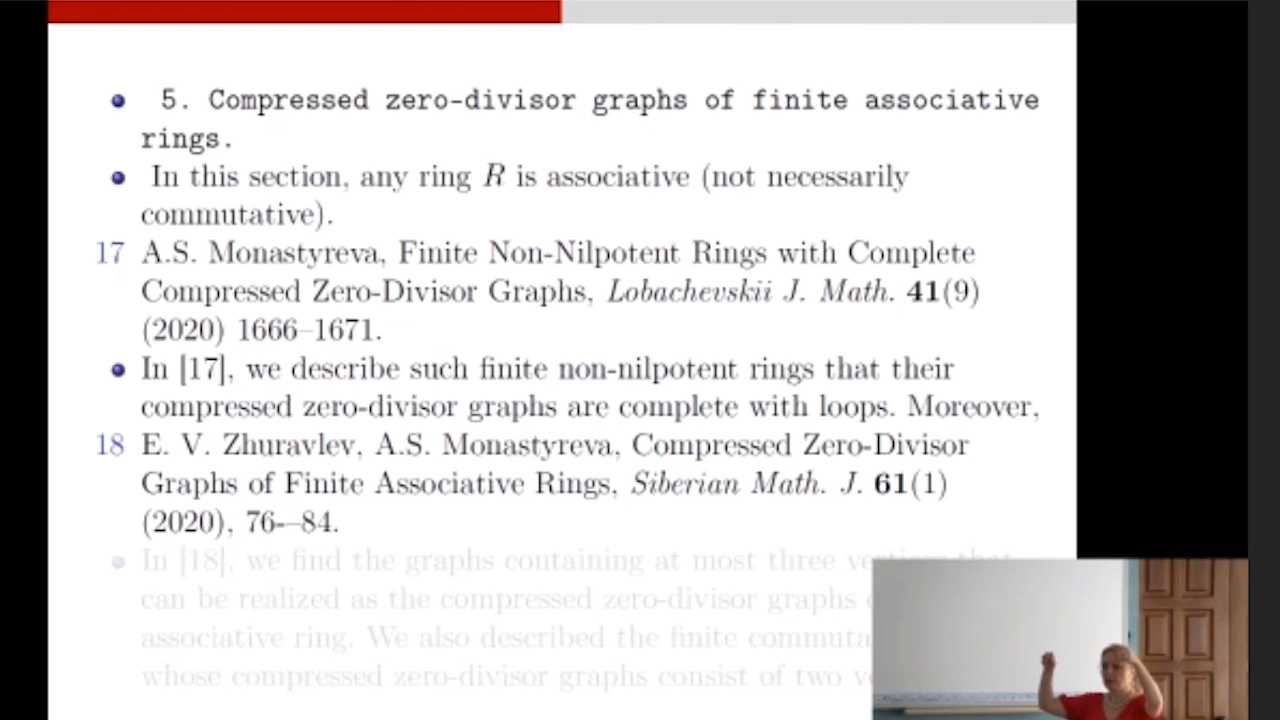 5. Compressed zero-divisor graphs of finite associative
rings.
In this section, any ring R is associative (not necessarily
commutative).
17 A.S. Monastyreva, Finite Non-Nilpotent Rings with Complete
Compressed Zero-Divisor Graphs, Lobachevskii J. Math. 41(9)
(2020) 1666–1671.
In [17], we describe such finite non-nilpotent rings that their
compressed zero-divisor graphs are complete with loops. Moreover,
18 E. V. Zhuravlev, A.S. Monastyreva, Compressed Zero-Divisor
Graphs of Finite Associative Rings, Siberian Math. J. 61(1)
(2020), 76-–84.
In [18], we find the graphs containing at most three vertices that
can be realized as the compressed zero-divisor graphs
associative ring. We also described the finite
whose compressed zero-divisor graphs consist of two